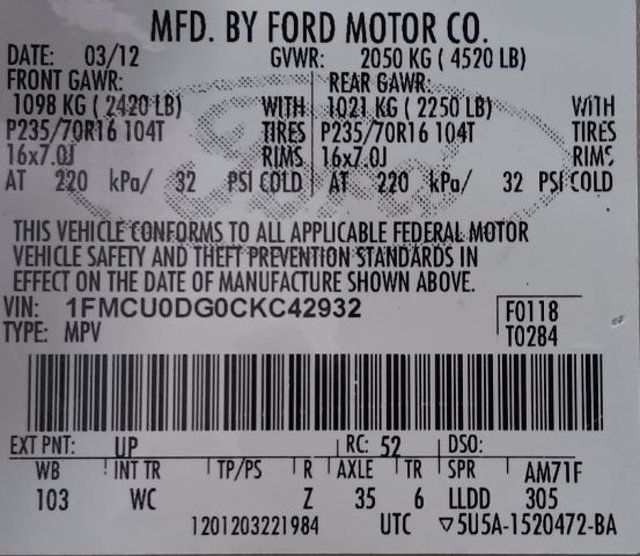 MFD. BY FORD MOTOR CO.
DATE: 03/12 GVWR: 2050 KG ( 4520 LB)
FRONT GAWR: REAR GAWR:
1098 KG ( 2420 LB) WITH 1021 KG ( 2250 LB) WITH
P235/70R16 104T TIRES P235/70R16 104T TIRES
16x7.0J RIMS 16x7.0J RIMS
AT 220 kPa/ 32 PSI COLD AT 220 kPa/ 32 PSI COLD
THIS VEHICLE CONFORMS TO ALL APPLICABLE FEDERAL MOTOR
VEHICLE SAFETY AND THEFT PREVENTION STANDARDS IN
EFFECT ON THE DATE OF MANUFACTURE SHOWN ABOVE.
VIN: 1FMCU0DG0CKC42932 F0118
TYPE: MPV T0284
EXT PNT: UP RC: 52 DSO:
WB INT TR TP/PS R AXLE TR SPR AM71F
103 WC Z 35 6 LLDD 305
1201203221984 UTC ▽5U5A-1520472-BA